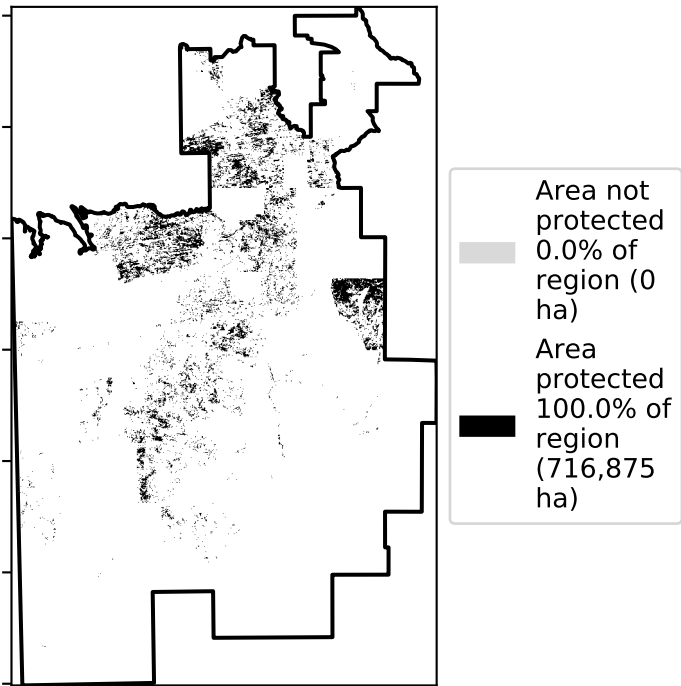 Area not
protected
0.0% of
region (0
ha)
Area
protected
100.0% of
region
(716,875
ha)